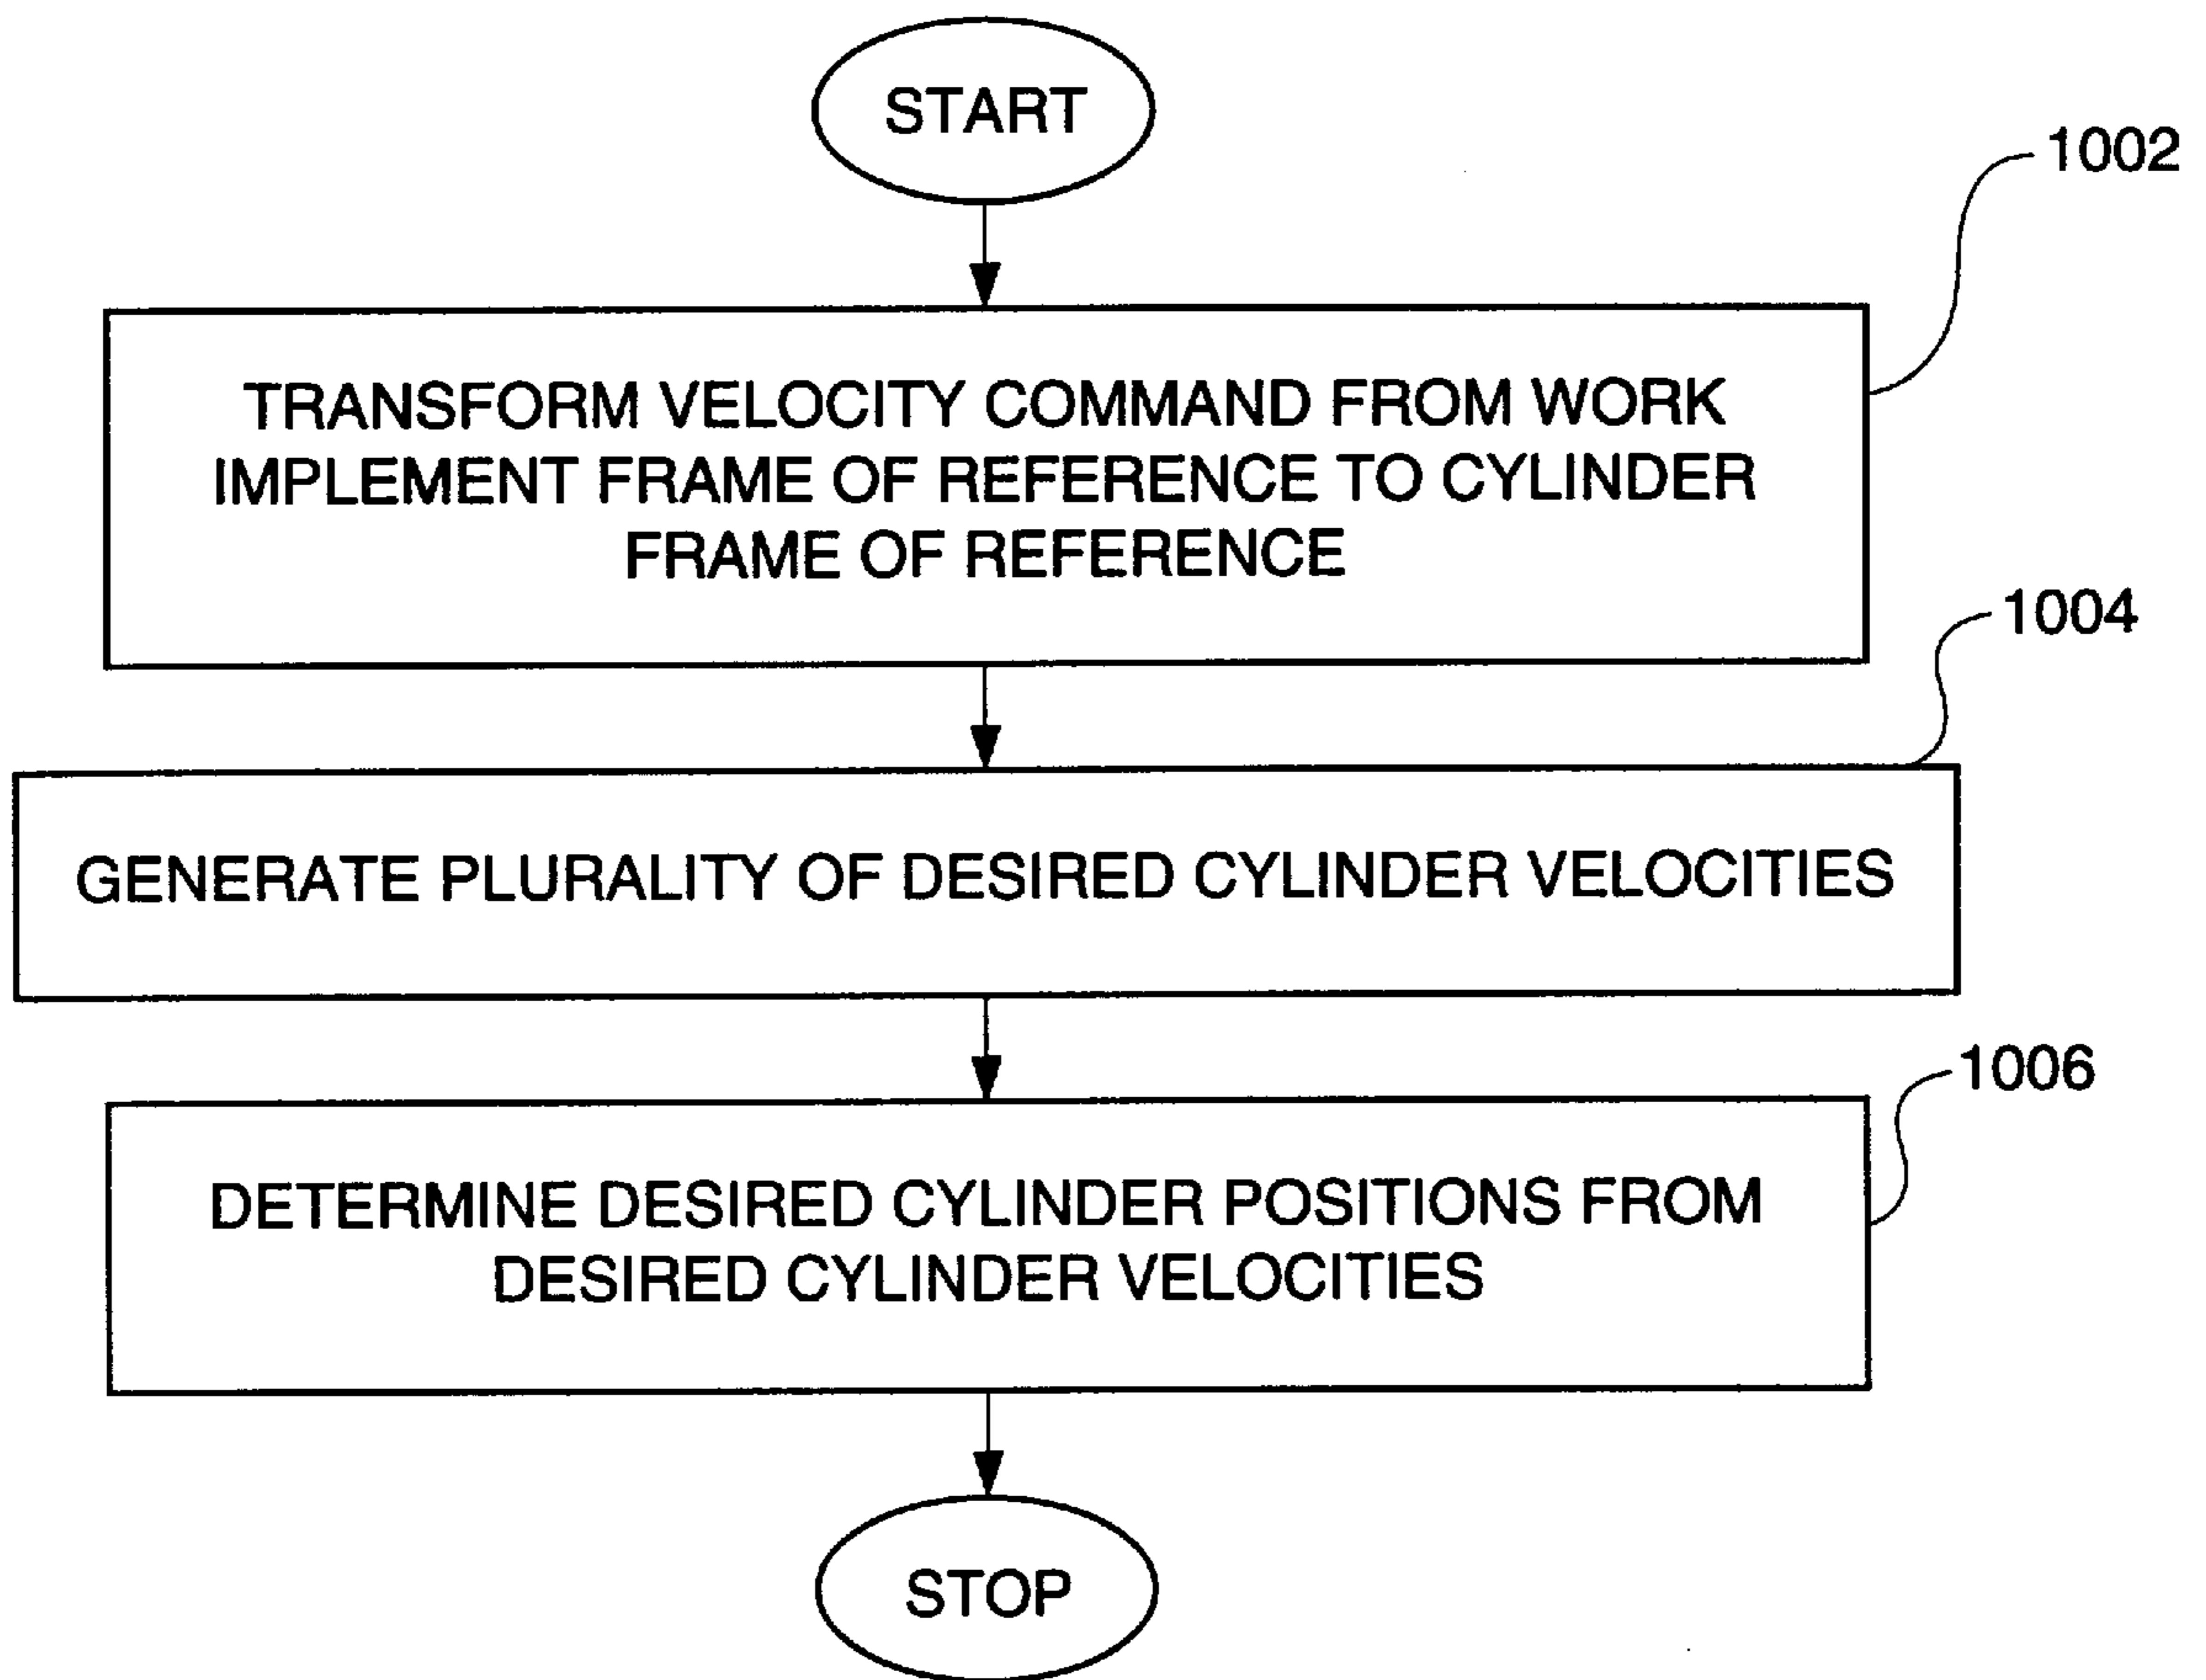 START
1002
TRANSFORM VELOCITY COMMAND FROM WORK
IMPLEMENT FRAME OF REFERENCE TO CYLINDER
FRAME OF REFERENCE
1004
GENERATE PLURALITY OF DESIRED CYLINDER VELOCITIES
1006
DETERMINE DESIRED CYLINDER POSITIONS FROM
DESIRED CYLINDER VELOCITIES
STOP